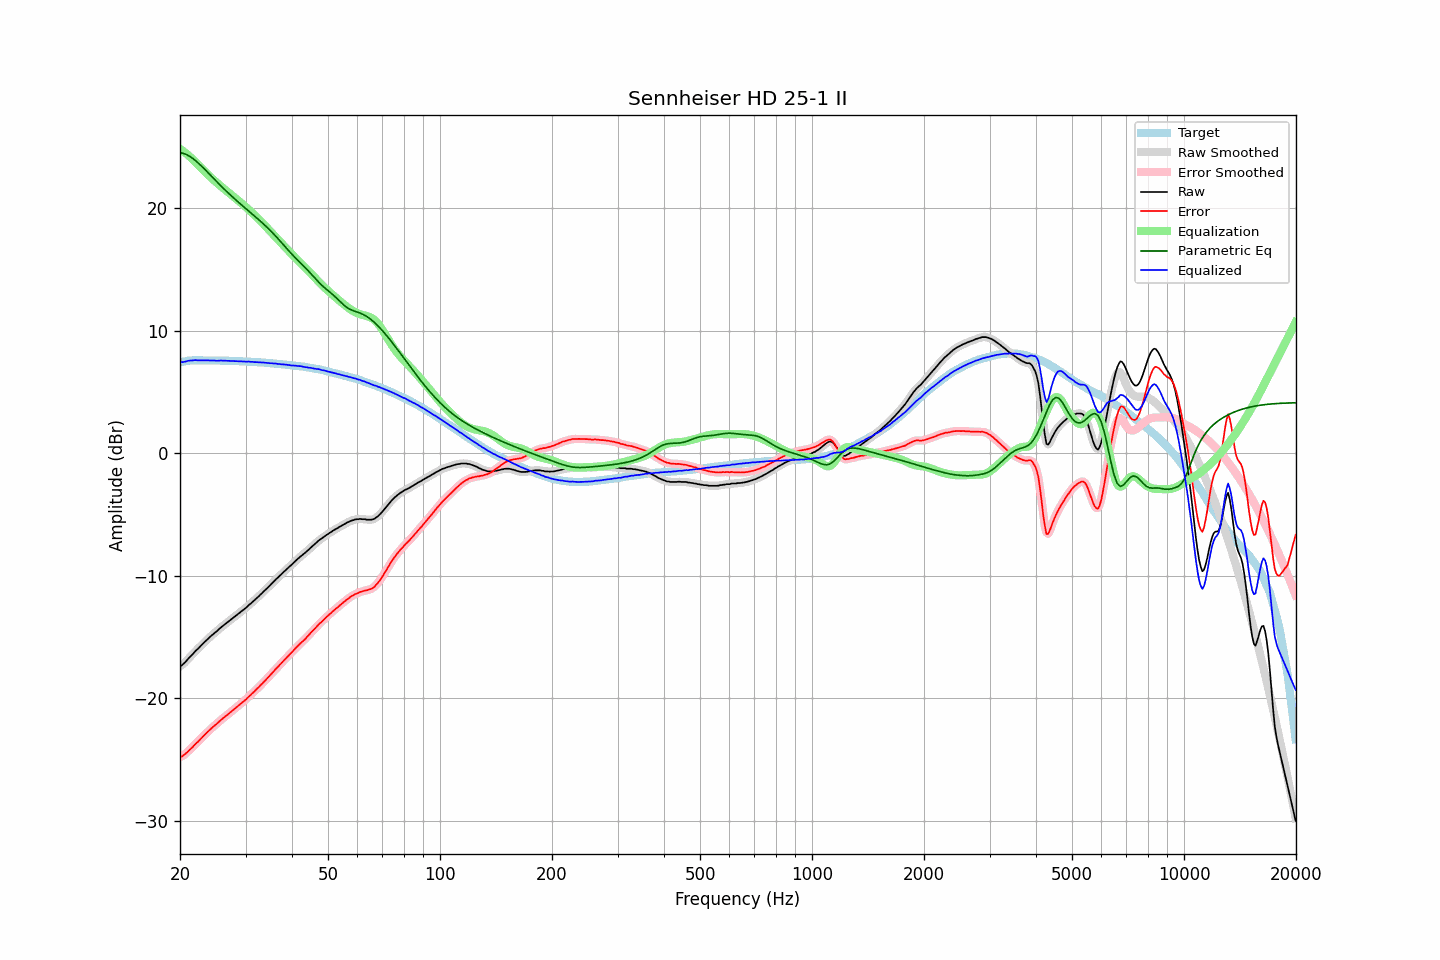 Sennheiser HD 25-1 II
Target
Raw Smoothed
Error Smoothed
Raw
Error
Equalization
Parametric Eq
Equalized
20
10
0
−10
−20
−30
Amplitude (dBr)
20
50
100
200
500
1000
2000
5000
10000
20000
Frequency (Hz)